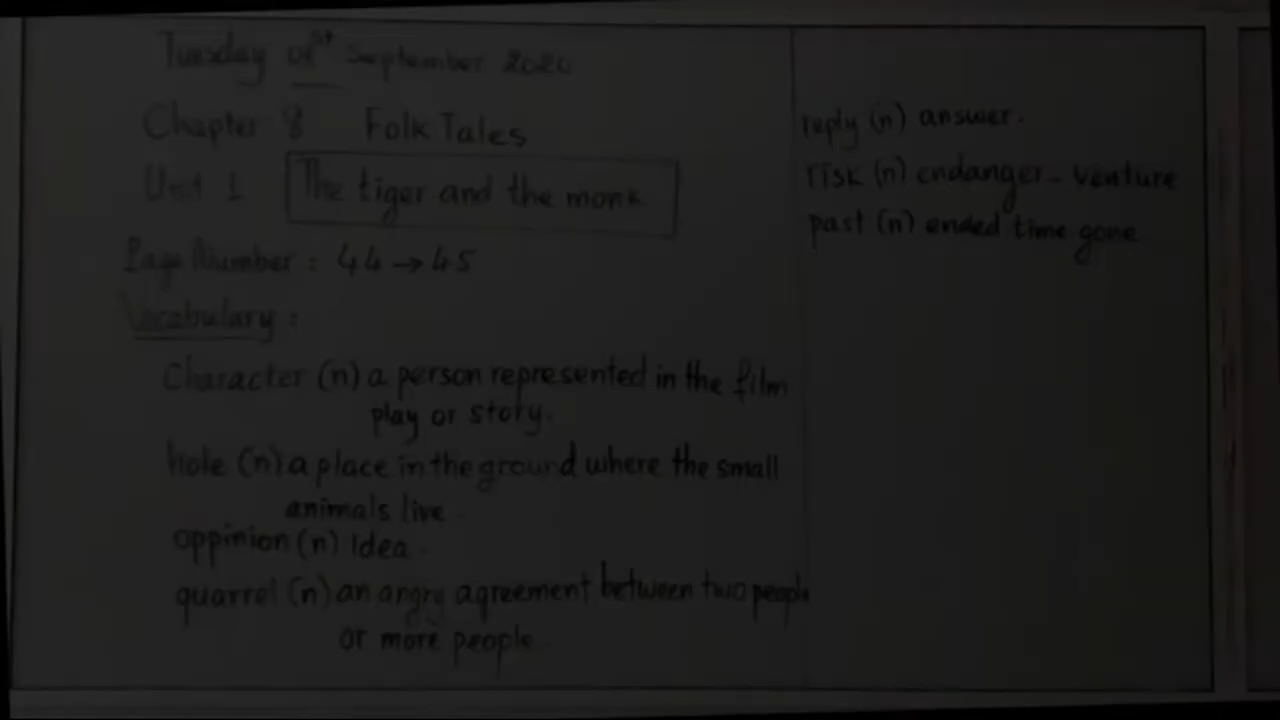 Tuesday 01st September 2020
Chapter 8 Folk Tales
Unit 1 The tiger and the monk
Page Number : 44 → 45
Vocabulary :
Character (n) a person represented in the film
play or story.
hole (n) a place in the ground where the small
animals live.
oppinion (n) Idea.
quarrel (n) an angry agreement between two people
or more people.
reply (n) answer.
risk (n) endanger - venture
past (n) ended time gone